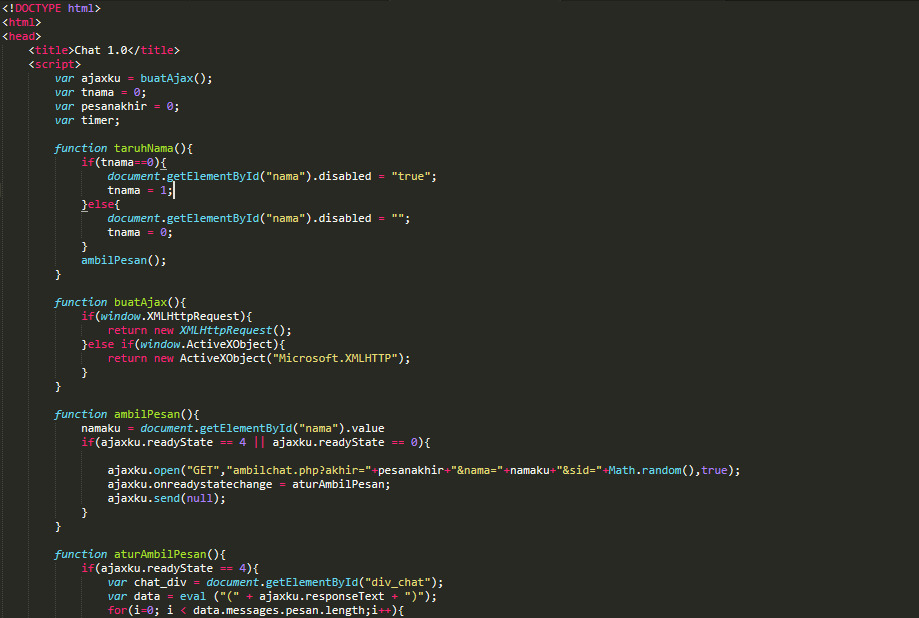 <!DOCTYPE html>
<html>
<head>
<title>Chat 1.0</title>
<script>
var ajaxku = buatAjax();
var tnama = 0;
var pesanakhir = 0;
var timer;
function taruhNama(){
if(tnama==0){
document.getElementById("nama").disabled = "true";
tnama = 1;
}else{
document.getElementById("nama").disabled = "";
tnama = 0;
}
ambilPesan();
}
function buatAjax(){
if(window.XMLHttpRequest){
return new XMLHttpRequest();
}else if(window.ActiveXObject){
return new ActiveXObject("Microsoft.XMLHTTP");
}
}
function ambilPesan(){
namaku = document.getElementById("nama").value
if(ajaxku.readyState == 4 || ajaxku.readyState == 0){
ajaxku.open("GET","ambilchat.php?akhir="+pesanakhir+"&nama="+namaku+"&sid="+Math.random(),true);
ajaxku.onreadystatechange = aturAmbilPesan;
ajaxku.send(null);
}
}
function aturAmbilPesan(){
if(ajaxku.readyState == 4){
var chat_div = document.getElementById("div_chat");
var data = eval ("(" + ajaxku.responseText + ")");
for(i=0; i < data.messages.pesan.length;i++){